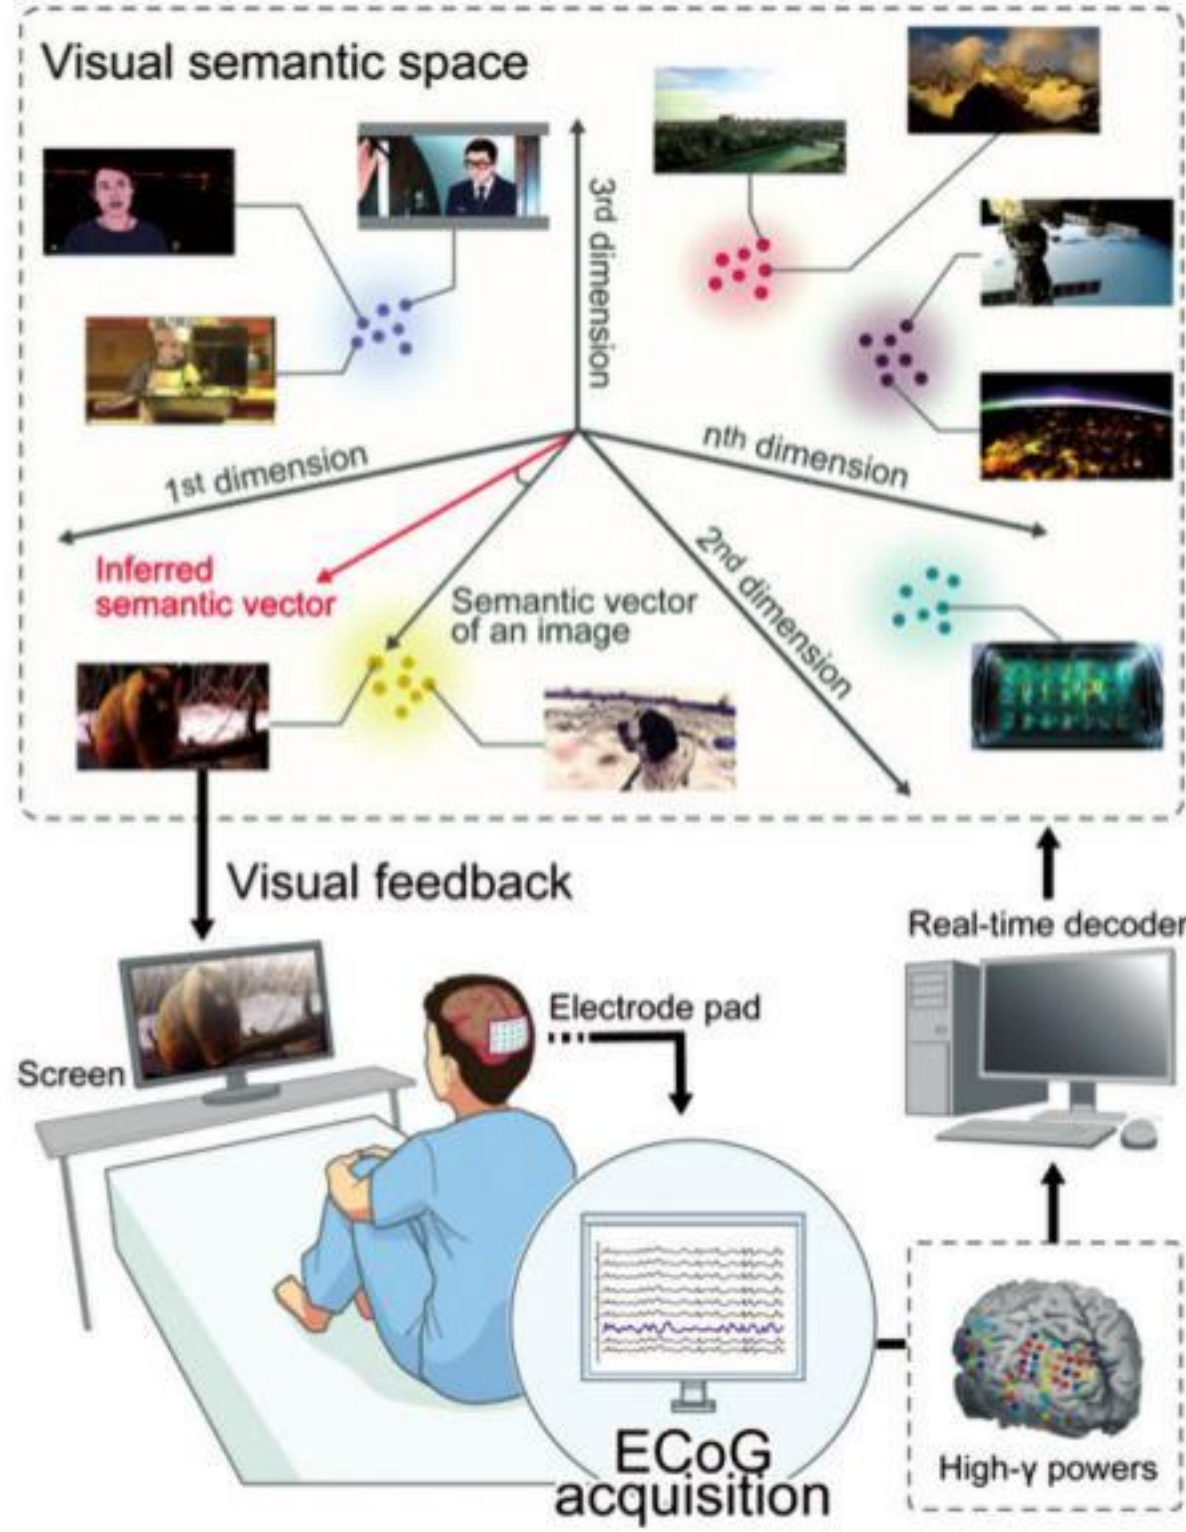 Visual semantic space
3rd dimension
1st dimension
nth dimension
2nd dimension
Inferred
semantic vector
Semantic vector
of an image
Visual feedback
Real-time decoder
Electrode pad
Screen
ECoG
acquisition
High-γ powers